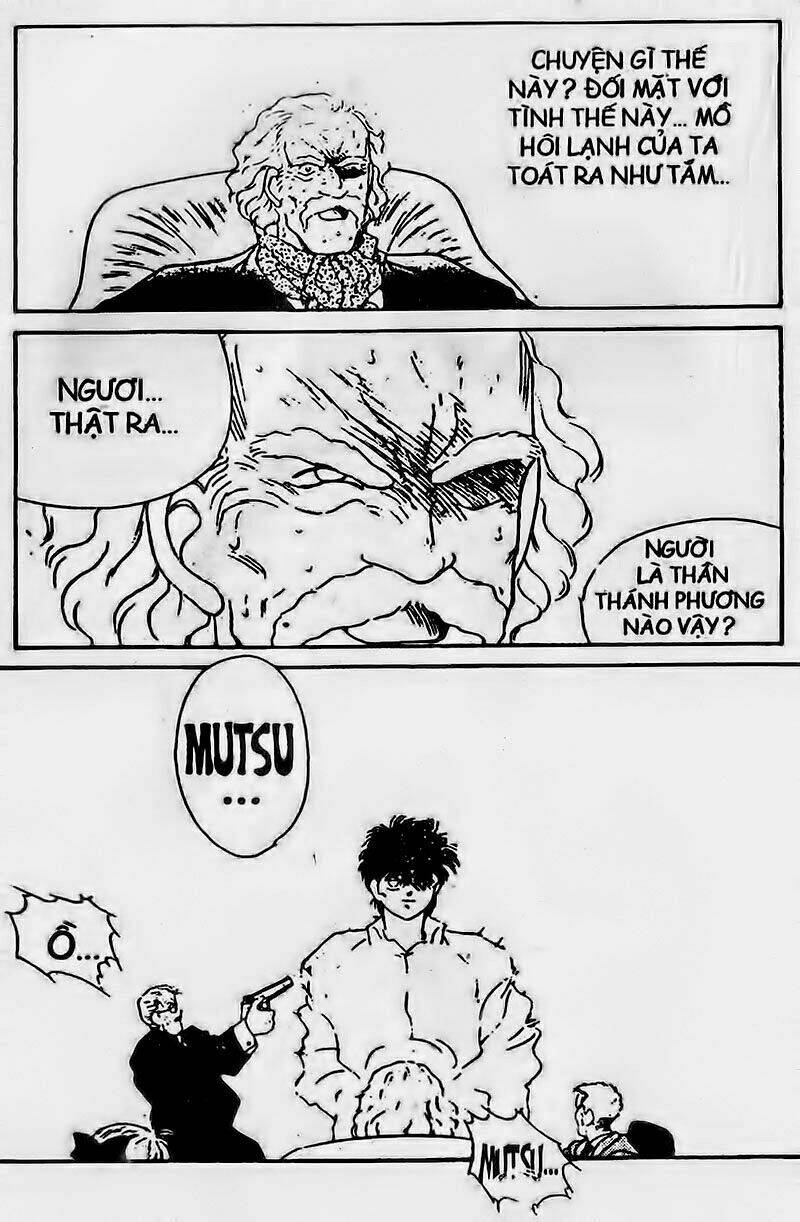 CHUYỆN GÌ THẾ
NÀY? ĐỐI MẶT VỚI
TÌNH THẾ NÀY... MỒ
HÔI LẠNH CỦA TA
TOÁT RA NHƯ TẮM...
NGƯƠI...
THẬT RA...
NGƯỜI
LÀ THẦN
THÁNH PHƯƠNG
NÀO VẬY?
MUTSU
...
Ồ...
MUTSU...